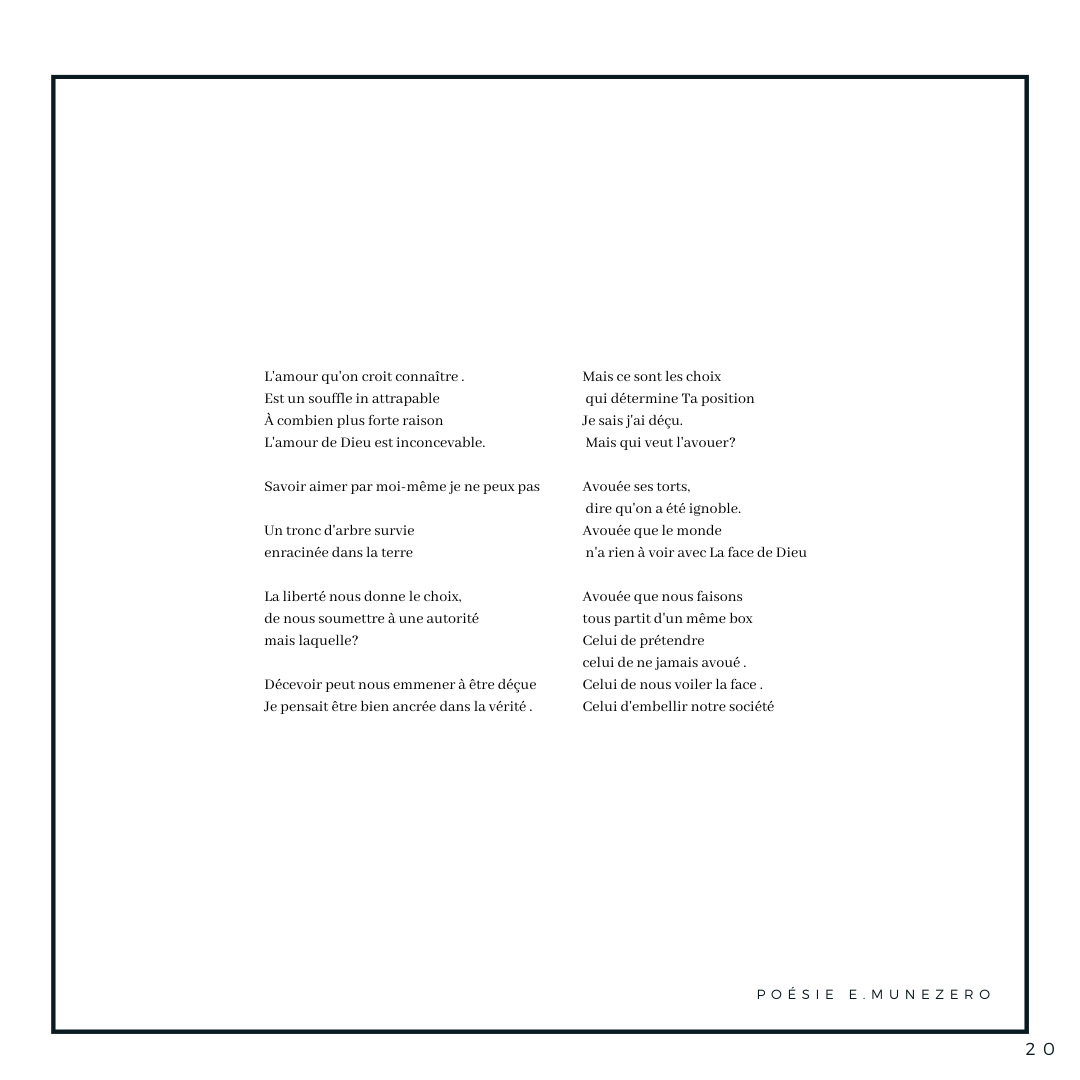 L'amour qu'on croit connaître .
Est un souffle in attrapable
À combien plus forte raison
L'amour de Dieu est inconcevable.

Savoir aimer par moi-même je ne peux pas

Un tronc d'arbre survie
enracinée dans la terre

La liberté nous donne le choix,
de nous soumettre à une autorité
mais laquelle?

Décevoir peut nous emmener à être déçue
Je pensait être bien ancrée dans la vérité .

Mais ce sont les choix
qui détermine Ta position
Je sais j'ai déçu.
Mais qui veut l'avouer?

Avouée ses torts,
dire qu'on a été ignoble.
Avouée que le monde
n'a rien à voir avec La face de Dieu

Avouée que nous faisons
tous partit d'un même box
Celui de prétendre
celui de ne jamais avoué .
Celui de nous voiler la face .
Celui d'embellir notre société

POÉSIE E.MUNEZERO
20